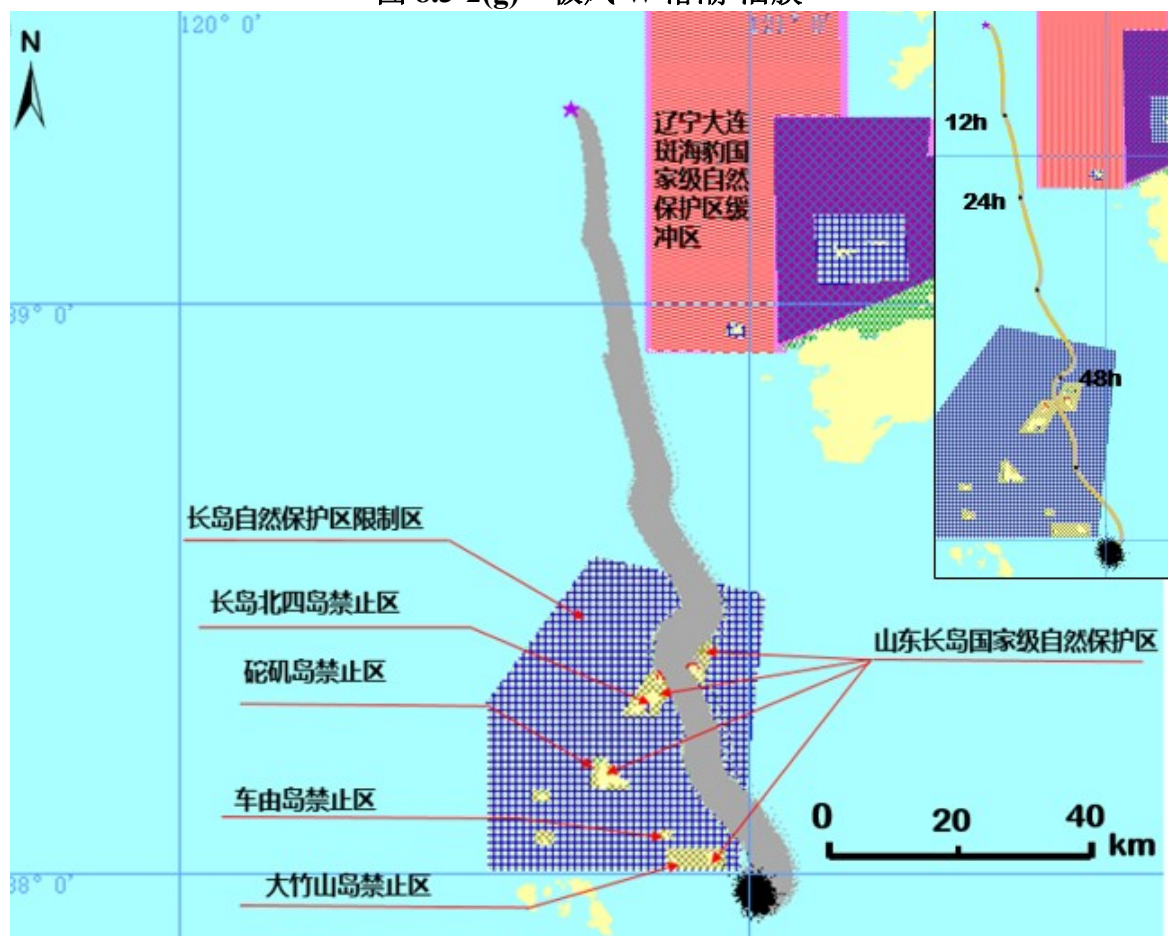 120° 0'
N
12h
辽宁大连
斑海豹国
家级自然
保护区缓
冲区
24h
39° 0'
48h
长岛自然保护区限制区
长岛北四岛禁止区
山东长岛国家级自然保护区
砣矶岛禁止区
车由岛禁止区
0 20 40
km
38° 0'
大竹山岛禁止区